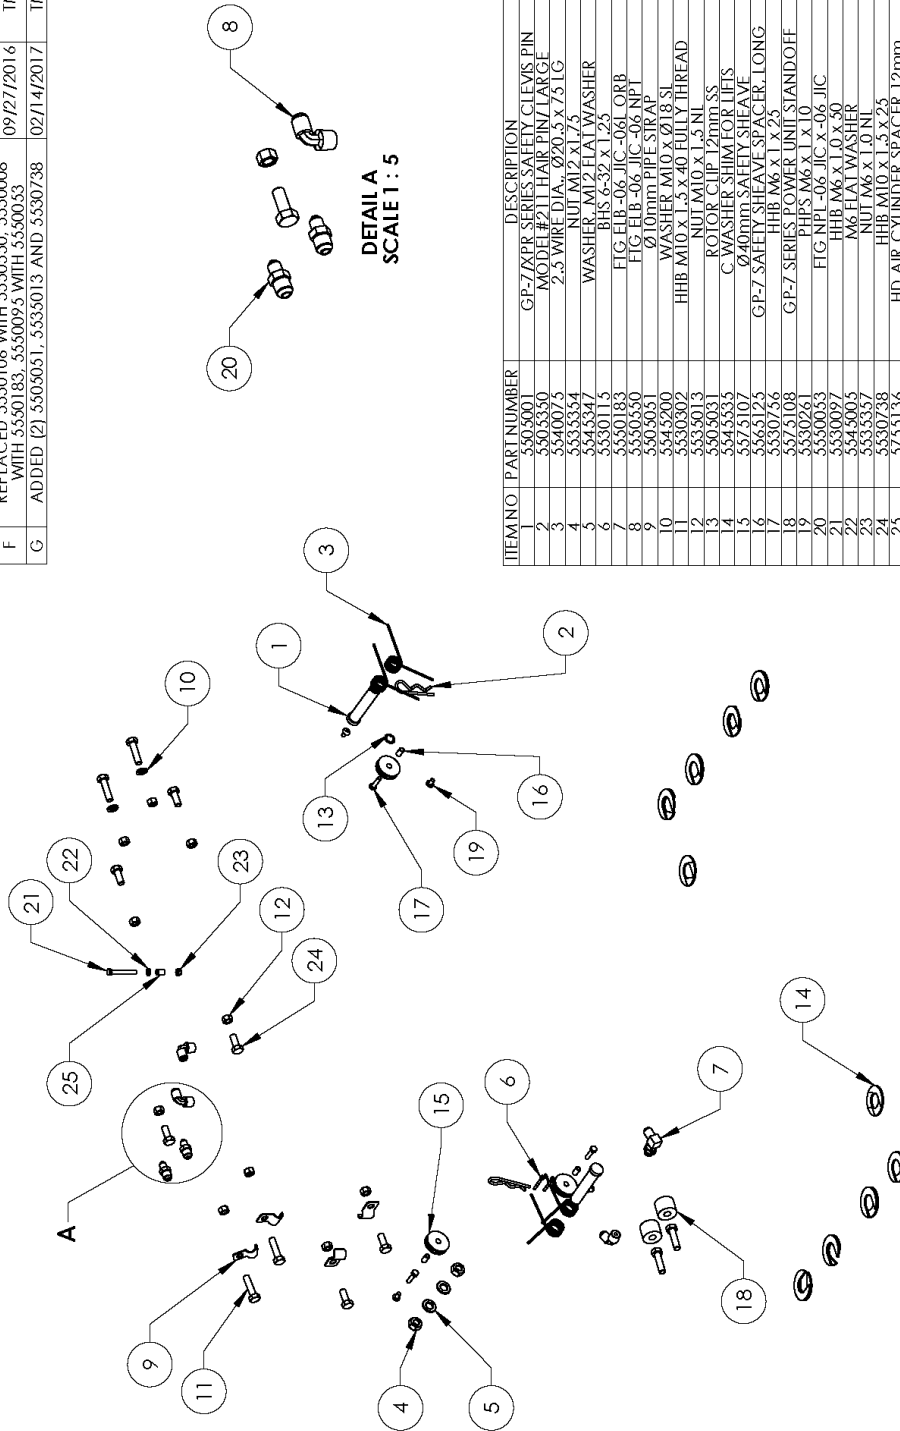 F REPLACED 5550106 WITH 5550550, 5550008
WITH 5550183, 5550095 WITH 5550053 09/27/2016
G ADDED (2) 5505051, 5535013 AND 5530738 02/14/2017
8
20
DETAIL A
SCALE 1 : 5
ITEM NO PART NUMBER DESCRIPTION
1 5505001 GP-7/XPR SERIES SAFETY CLEVIS PIN
2 5505350 MODEL#211 HAIR PIN/ LARGE
3 5540075 2.5 WIRE DIA., Ø20.5 x 75 LG
4 5535354 NUT M12 x1.75
5 5545347 WASHER, M12 FLAT WASHER
6 5530115 BHS 6-32 x 1.25
7 5550183 FTG ELB -06 JIC -06L ORB
8 5550550 FTG ELB -06 JIC -06 NPT
9 5505051 Ø10mm PIPE STRAP
10 5545200 WASHER M10 x Ø18 SL
11 5530302 HHB M10 x 1.5 x 40 FULLY THREAD
12 5535013 NUT M10 x 1.5 NL
13 5505031 ROTOR CLIP 12mm SS
14 5545535 C WASHER SHIM FOR LIFTS
15 5575107 Ø40mm SAFETY SHEAVE
16 5565125 GP-7 SAFETY SHEAVE SPACER, LONG
17 5530756 HHB M6 x 1 x 25
18 5575108 GP-7 SERIES POWER UNIT STANDOFF
19 5530261 PHPS M6 x 1 x 10
20 5550053 FTG NPL -06 JIC x -06 JIC
21 5530097 HHB M6 x 1.0 x 50
22 5545005 M6 FLAT WASHER
23 5535357 NUT M6 x 1.0 NL
24 5530738 HHB M10 x 1.5 x 25
25 5755136 HD AIR CYLINDER SPACER 12mm
3
1
2
10
13
16
19
17
22
21
23
12
24
25
14
15
6
7
A
9
11
4
5
18